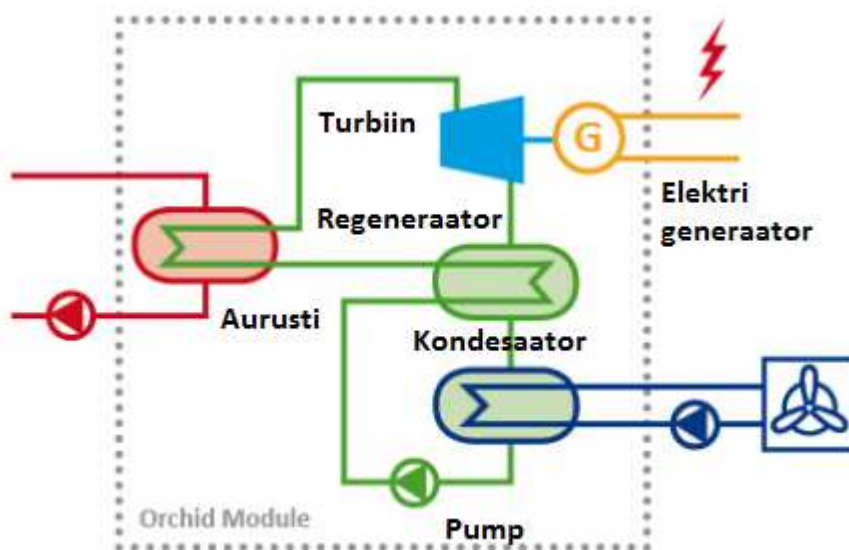 Turbiin
G
Regeneraator
Elektri
generaator
Aurusti
Kondesaator
Orchid Module
Pump